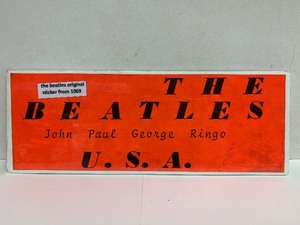 the beatles original
sticker from 1969
THE
BEATLES
John Paul George Ringo
U.S.A.